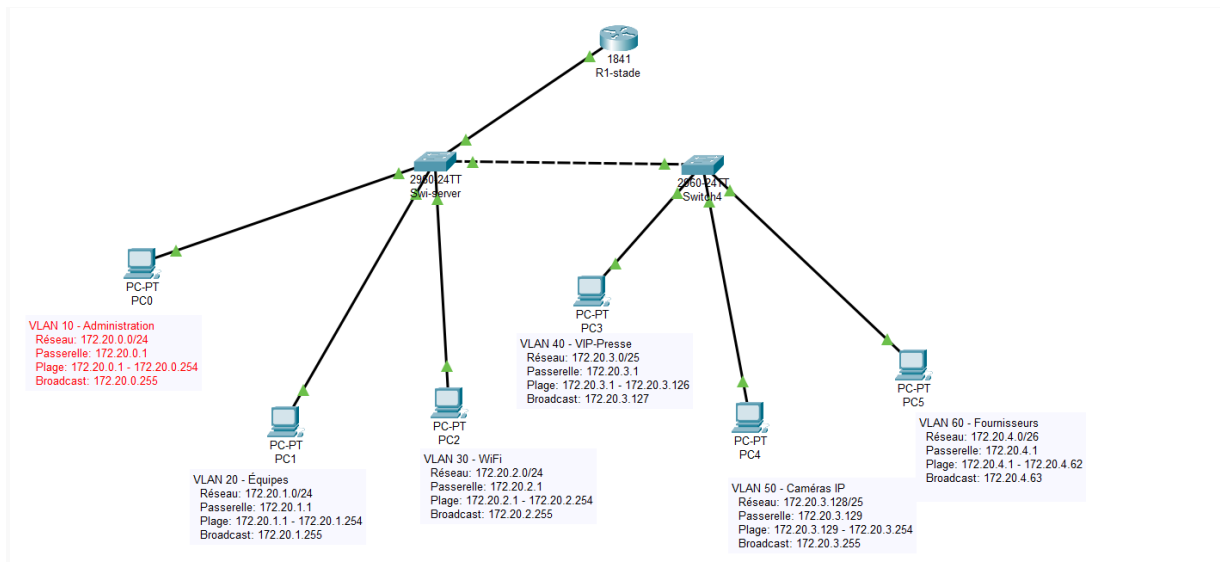 1841
R1-stade
2960-24TT
Swi-server
2960-24TT
Switch4
PC-PT
PC0
VLAN 10 - Administration
Réseau: 172.20.0.0/24
Passerelle: 172.20.0.1
Plage: 172.20.0.1 - 172.20.0.254
Broadcast: 172.20.0.255
PC-PT
PC1
VLAN 20 - Équipes
Réseau: 172.20.1.0/24
Passerelle: 172.20.1.1
Plage: 172.20.1.1 - 172.20.1.254
Broadcast: 172.20.1.255
PC-PT
PC2
VLAN 30 - WiFi
Réseau: 172.20.2.0/24
Passerelle: 172.20.2.1
Plage: 172.20.2.1 - 172.20.2.254
Broadcast: 172.20.2.255
PC-PT
PC3
VLAN 40 - VIP-Presse
Réseau: 172.20.3.0/25
Passerelle: 172.20.3.1
Plage: 172.20.3.1 - 172.20.3.126
Broadcast: 172.20.3.127
PC-PT
PC4
VLAN 50 - Caméras IP
Réseau: 172.20.3.128/25
Passerelle: 172.20.3.129
Plage: 172.20.3.129 - 172.20.3.254
Broadcast: 172.20.3.255
PC-PT
PC5
VLAN 60 - Fournisseurs
Réseau: 172.20.4.0/26
Passerelle: 172.20.4.1
Plage: 172.20.4.1 - 172.20.4.62
Broadcast: 172.20.4.63